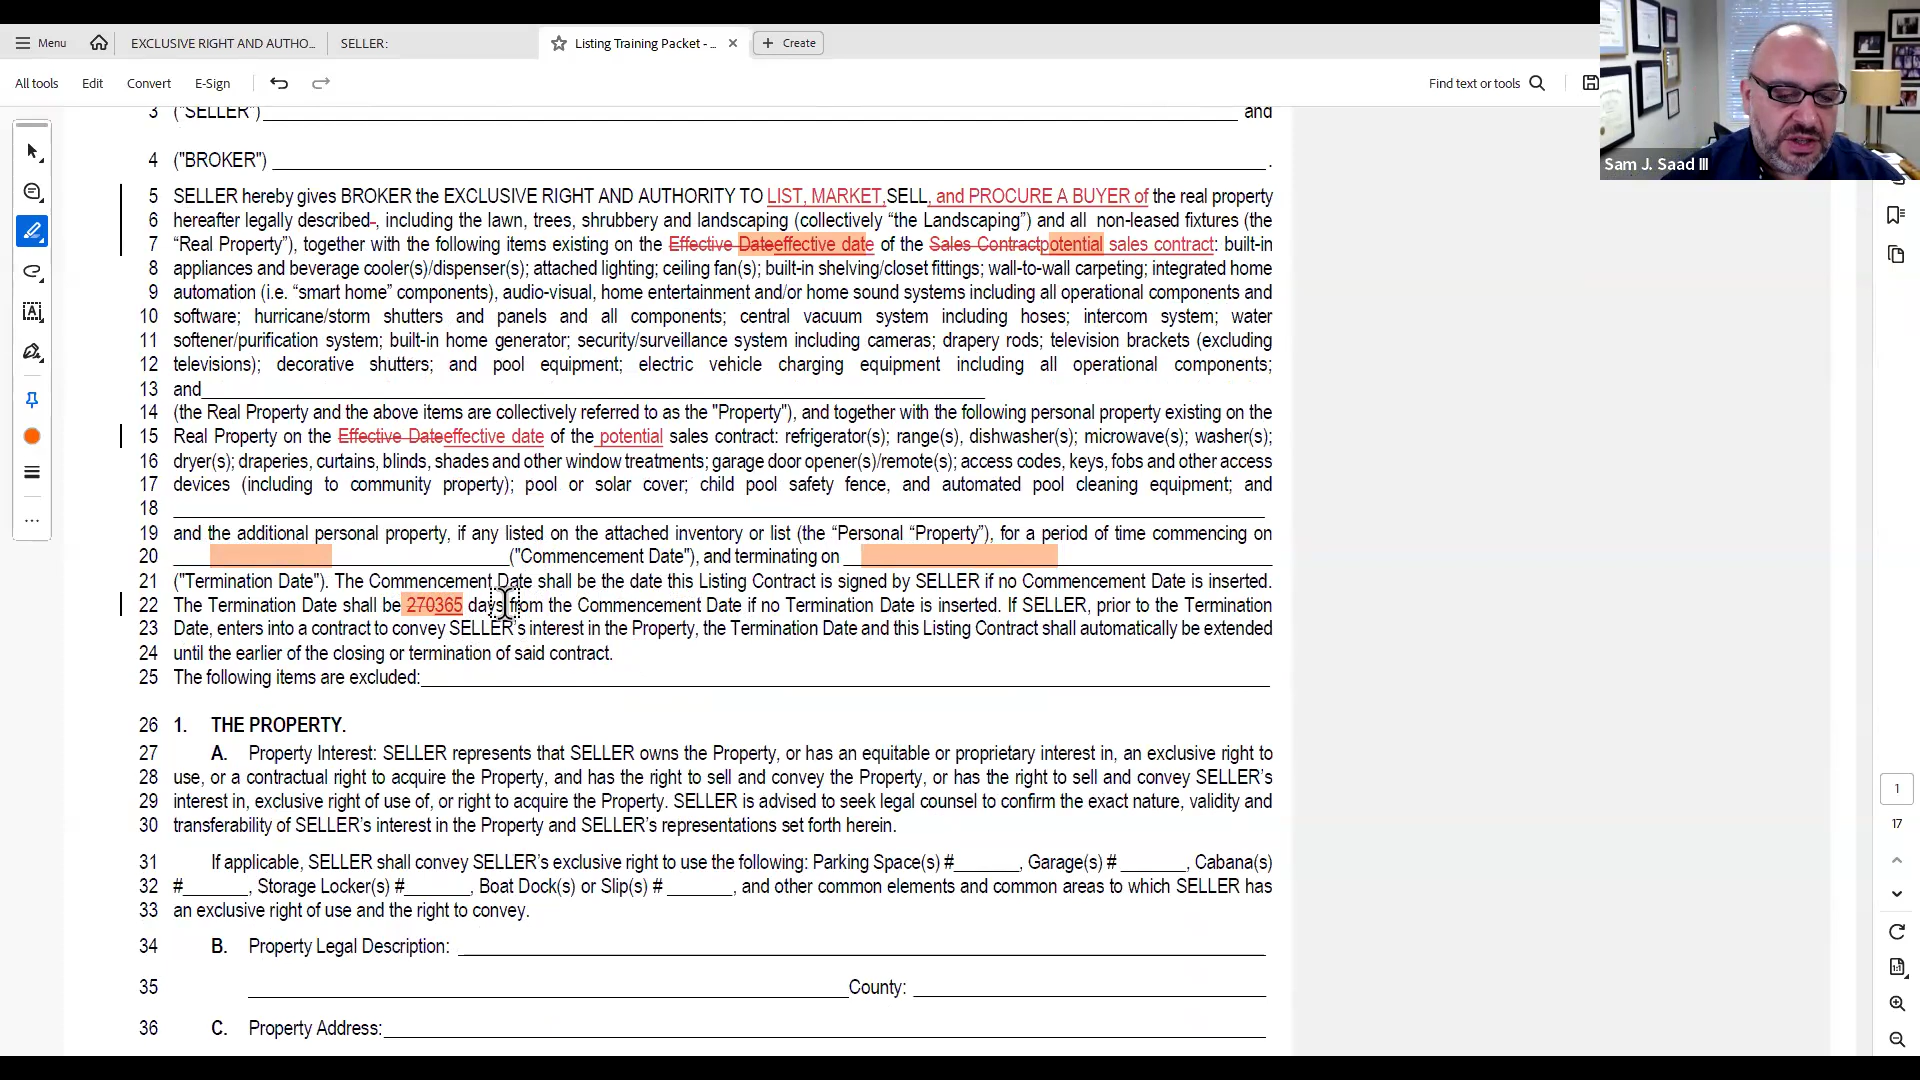 Menu
EXCLUSIVE RIGHT AND AUTHO...
SELLER:
Listing Training Packet - ...
Create
All tools
Edit
Convert
E-Sign
Find text or tools
Sam J. Saad III
3 ("SELLER") and
4 ("BROKER") .
5 SELLER hereby gives BROKER the EXCLUSIVE RIGHT AND AUTHORITY TO LIST, MARKET,SELL, and PROCURE A BUYER of the real property
6 hereafter legally described-, including the lawn, trees, shrubbery and landscaping (collectively “the Landscaping”) and all non-leased fixtures (the
7 “Real Property”), together with the following items existing on the Effective Dateeffective date of the Sales Contractpotential sales contract: built-in
8 appliances and beverage cooler(s)/dispenser(s); attached lighting; ceiling fan(s); built-in shelving/closet fittings; wall-to-wall carpeting; integrated home
9 automation (i.e. “smart home” components), audio-visual, home entertainment and/or home sound systems including all operational components and
10 software; hurricane/storm shutters and panels and all components; central vacuum system including hoses; intercom system; water
11 softener/purification system; built-in home generator; security/surveillance system including cameras; drapery rods; television brackets (excluding
12 televisions); decorative shutters; and pool equipment; electric vehicle charging equipment including all operational components;
13 and
14 (the Real Property and the above items are collectively referred to as the "Property"), and together with the following personal property existing on the
15 Real Property on the Effective Dateeffective date of the potential sales contract: refrigerator(s); range(s), dishwasher(s); microwave(s); washer(s);
16 dryer(s); draperies, curtains, blinds, shades and other window treatments; garage door opener(s)/remote(s); access codes, keys, fobs and other access
17 devices (including to community property); pool or solar cover; child pool safety fence, and automated pool cleaning equipment; and
18
19 and the additional personal property, if any listed on the attached inventory or list (the “Personal “Property”), for a period of time commencing on
20 ("Commencement Date"), and terminating on
21 ("Termination Date"). The Commencement Date shall be the date this Listing Contract is signed by SELLER if no Commencement Date is inserted.
22 The Termination Date shall be 270365 days from the Commencement Date if no Termination Date is inserted. If SELLER, prior to the Termination
23 Date, enters into a contract to convey SELLER’s interest in the Property, the Termination Date and this Listing Contract shall automatically be extended
24 until the earlier of the closing or termination of said contract.
25 The following items are excluded:
26 1. THE PROPERTY.
27 A. Property Interest: SELLER represents that SELLER owns the Property, or has an equitable or proprietary interest in, an exclusive right to
28 use, or a contractual right to acquire the Property, and has the right to sell and convey the Property, or has the right to sell and convey SELLER’s
29 interest in, exclusive right of use of, or right to acquire the Property. SELLER is advised to seek legal counsel to confirm the exact nature, validity and
30 transferability of SELLER’s interest in the Property and SELLER’s representations set forth herein.
31 If applicable, SELLER shall convey SELLER’s exclusive right to use the following: Parking Space(s) #______, Garage(s) # ______, Cabana(s)
32 #______, Storage Locker(s) #______, Boat Dock(s) or Slip(s) # ______, and other common elements and common areas to which SELLER has
33 an exclusive right of use and the right to convey.
34 B. Property Legal Description:
35 County:
36 C. Property Address:
1
17